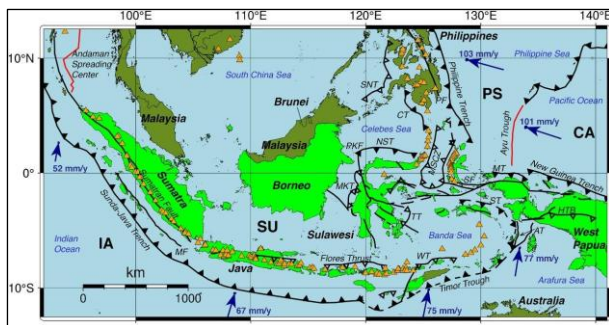 100°E
110°E
120°E
130°E
140°E
Andaman
Spreading
Center
Philippines
103 mm/y
Philippine Sea
10°N
South China Sea
SNT
PF
Philippine Trench
PS
Pacific Ocean
Brunei
CT
Malaysia
Celebes Sea
101 mm/y
CA
Malaysia
PKF
NST
MCCZ
Ayu Trough
0°
52 mm/y
Sumatra
Sumatran Fault
Borneo
MKT
SF
MT
New Guinea Trench
Sunda-Java Trench
SU
Sulawesi
TT
ST
HTB
West
Papua
Indian
Ocean
IA
MF
Banda Sea
AT
km
Java
Flores Thrust
WT
77 mm/y
0
1000
Timor Trough
Arafura Sea
10°S
67 mm/y
75 mm/y
Australia